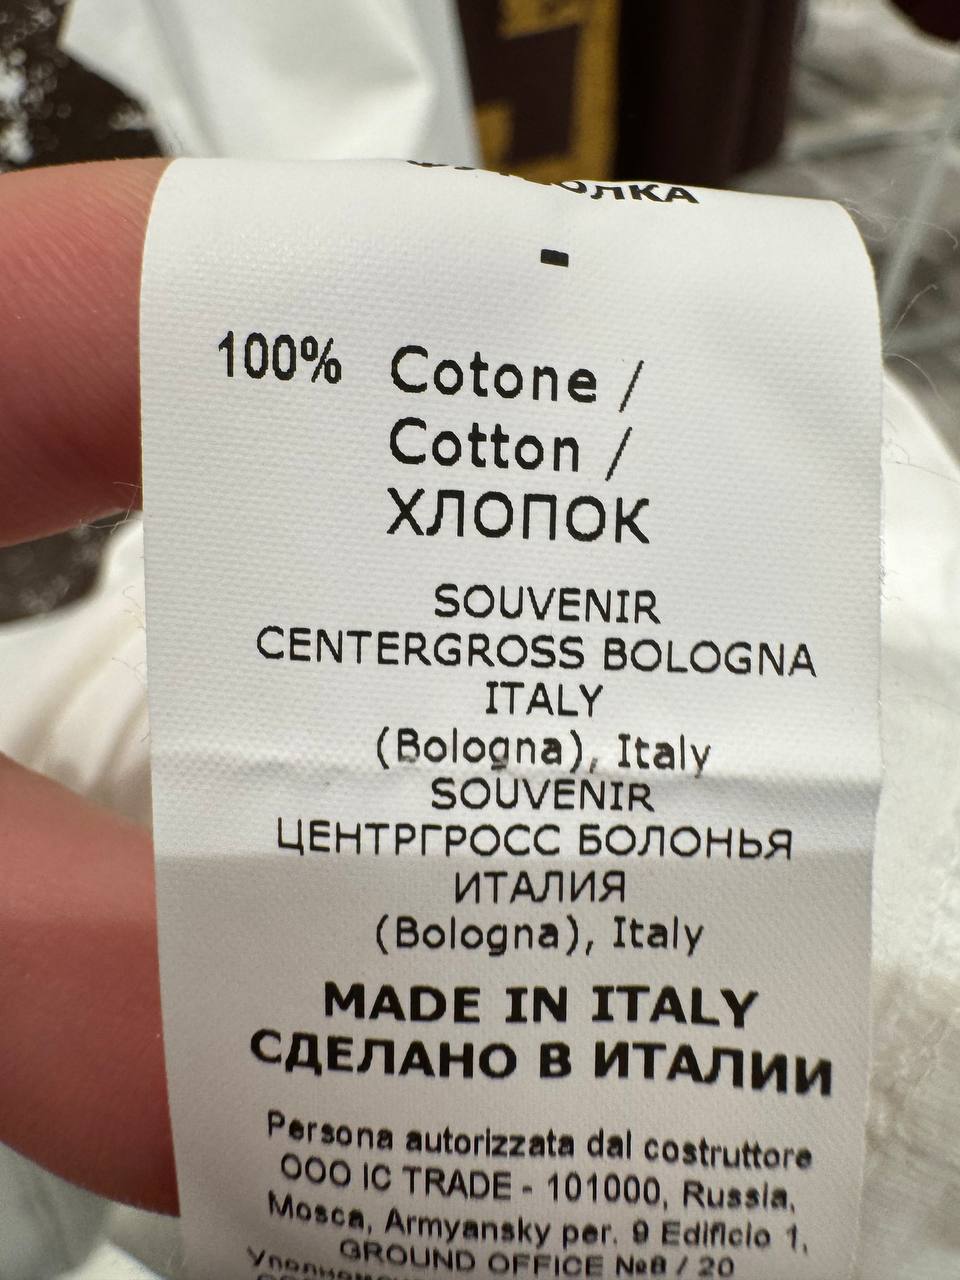 -
100% Cotone /
Cotton /
ХЛОПОК
SOUVENIR
CENTERGROSS BOLOGNA
ITALY
(Bologna), Italy
SOUVENIR
ЦЕНТРГРОСС БОЛОНЬЯ
ИТАЛИЯ
(Bologna), Italy
MADE IN ITALY
СДЕЛАНО В ИТАЛИИ
Persona autorizzata dal costruttore
OOO IC TRADE - 101000, Russia,
Mosca, Armyansky per. 9 Edificio 1,
GROUND OFFICE №8 / 20